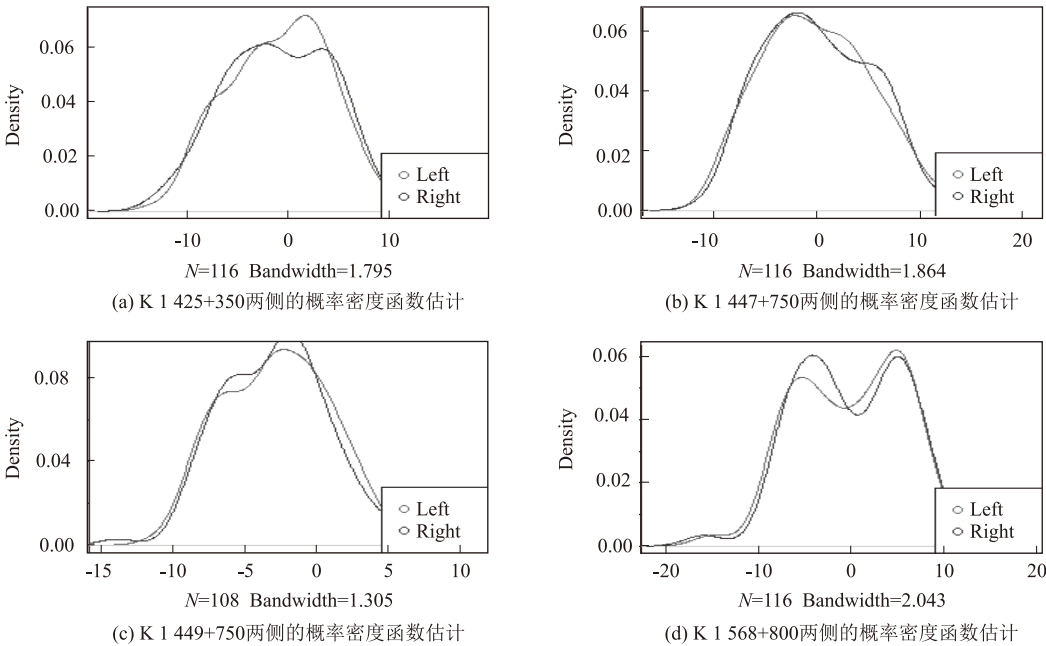 Density
0.06
0.04
0.02
0.00
-10
0
10
Left
Right
N=116 Bandwidth=1.795
(a) K 1 425+350两侧的概率密度函数估计
Density
0.06
0.04
0.02
0.00
-10
0
10
20
Left
Right
N=116 Bandwidth=1.864
(b) K 1 447+750两侧的概率密度函数估计
Density
0.08
0.04
0.00
-15
-10
-5
0
5
10
Left
Right
N=108 Bandwidth=1.305
(c) K 1 449+750两侧的概率密度函数估计
Density
0.06
0.04
0.02
0.00
-20
-10
0
10
20
Left
Right
N=116 Bandwidth=2.043
(d) K 1 568+800两侧的概率密度函数估计